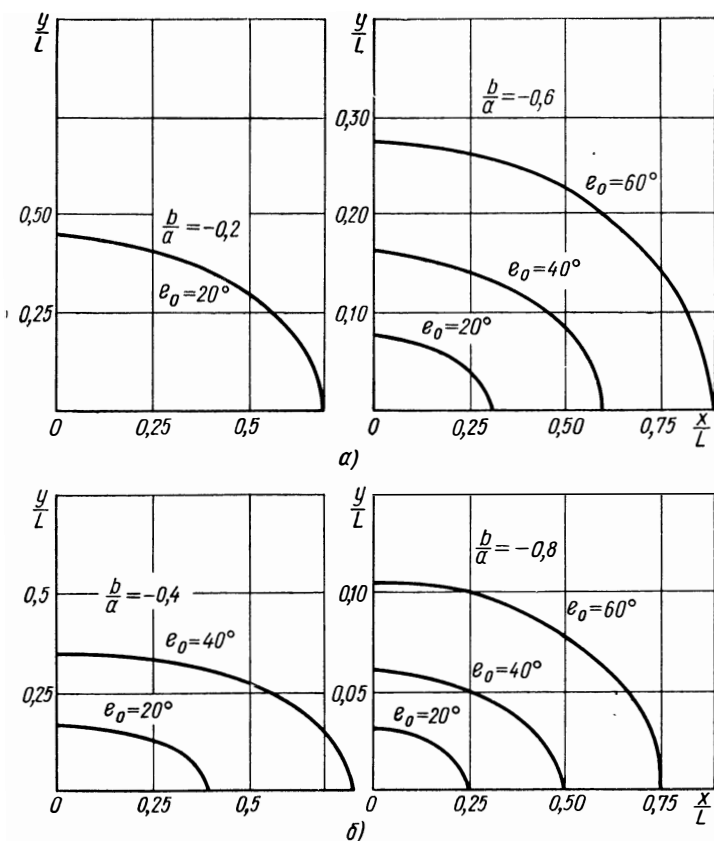 y/L
b/a = -0,2
0,50
e₀=20°
0,25
0 0,25 0,5
y/L
b/a = -0,6
0,30
e₀=60°
0,20
e₀=40°
0,10
e₀=20°
0 0,25 0,50 0,75 x/L
а)
y/L
0,5
b/a = -0,4
e₀=40°
0,25
e₀=20°
0 0,25 0,5
y/L
b/a = -0,8
0,10
e₀=60°
e₀=40°
0,05
e₀=20°
0 0,25 0,50 0,75 x/L
б)